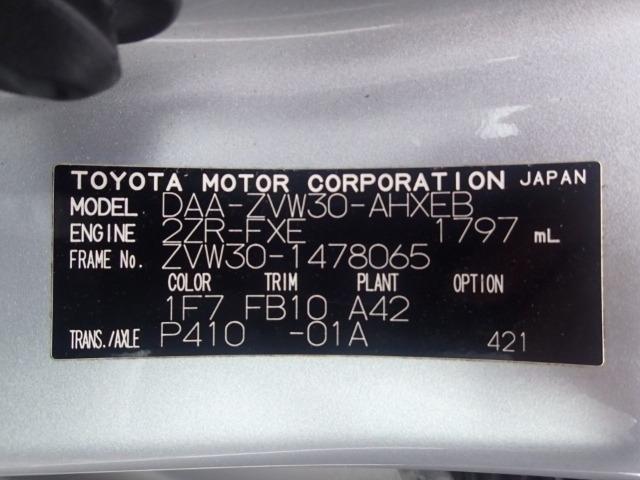 TOYOTA MOTOR CORPORATION JAPAN
MODEL DAA-ZVW30-AHXEB
ENGINE 2ZR-FXE 1797 mL
FRAME No. ZVW30-1478065
COLOR TRIM PLANT OPTION
1F7 FB10 A42
TRANS./AXLE P410 -01A 421